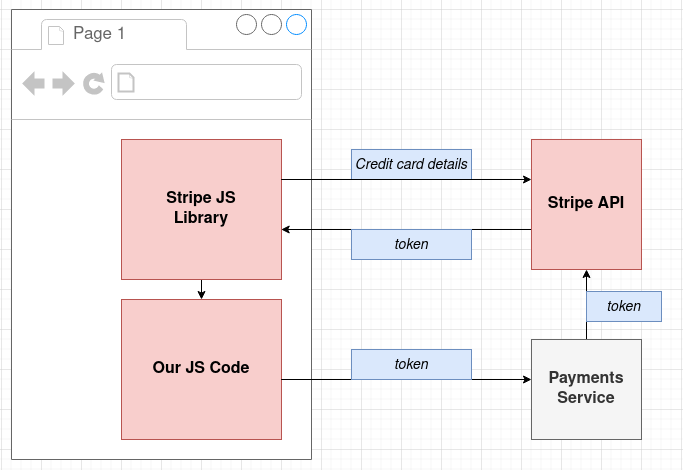 Page 1
Stripe JS
Library
Credit card details
Stripe API
token
token
Our JS Code
token
Payments
Service